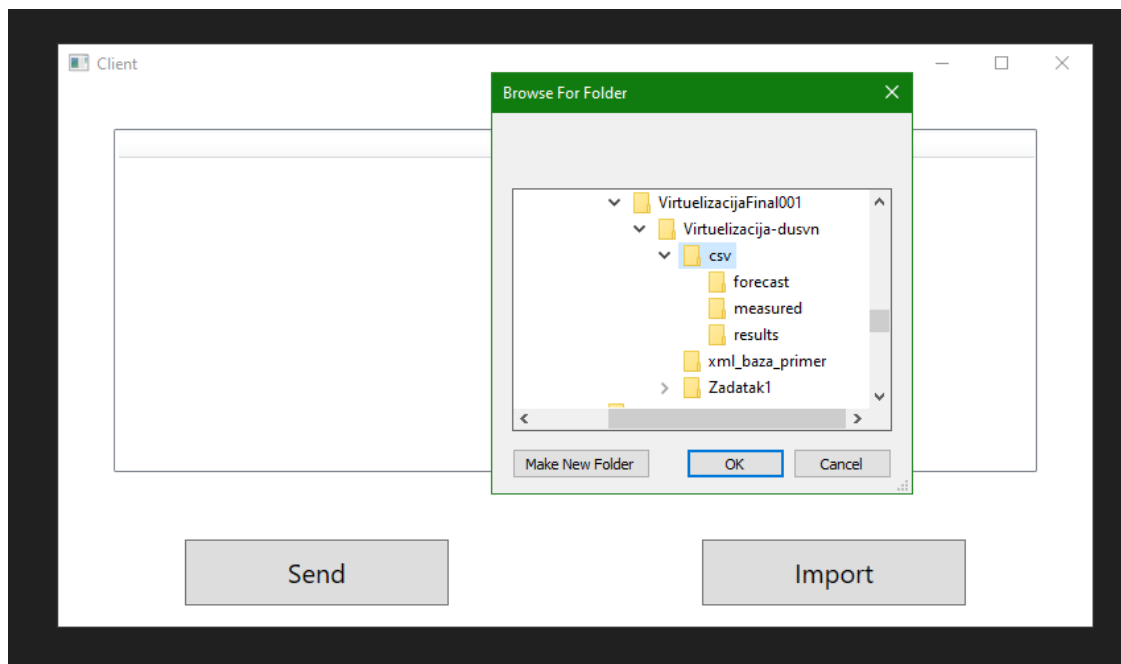 Client
Browse For Folder
VirtuelizacijaFinal001
Virtuelizacija-dusvn
csv
forecast
measured
results
xml_baza_primer
Zadatak1
Make New Folder
OK
Cancel
Send
Import